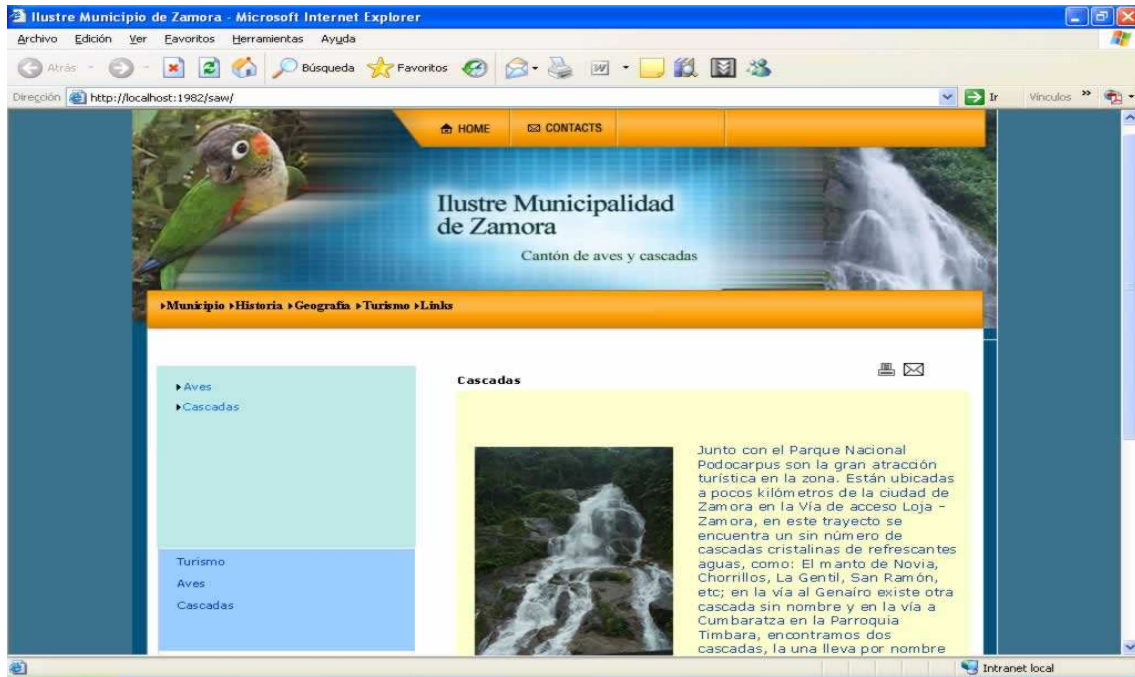 Ilustre Municipio de Zamora - Microsoft Internet Explorer
Archivo Edición Ver Favoritos Herramientas Ayuda
Atrás Búsqueda Favoritos
Dirección http://localhost:1982/saw/ Ir Vínculos »
HOME CONTACTS
Ilustre Municipalidad
de Zamora
Cantón de aves y cascadas
Municipio Historia Geografía Turismo Links
Aves
Cascadas
Turismo
Aves
Cascadas
Cascadas
Junto con el Parque Nacional
Podocarpus son la gran atracción
turística en la zona. Están ubicadas
a pocos kilómetros de la ciudad de
Zamora en la Vía de acceso Loja –
Zamora, en este trayecto se
encuentra un sin número de
cascadas cristalinas de refrescantes
aguas, como: El manto de Novia,
Chorrillos, La Gentil, San Ramón,
etc; en la vía al Genairo existe otra
cascada sin nombre y en la vía a
Cumbaratza en la Parroquia
Timbara, encontramos dos
cascadas, la una lleva por nombre
Intranet local